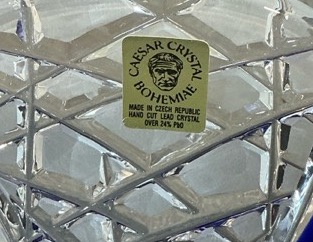 CAESAR CRYSTAL
BOHEMIAE
MADE IN CZECH REPUBLIC
HAND CUT LEAD CRYSTAL
OVER 24% PbO